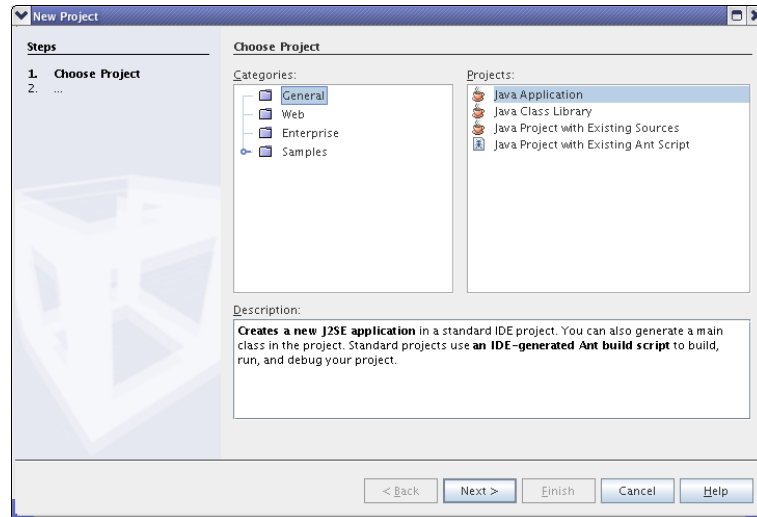 New Project
Steps
1. Choose Project
2. ...
Choose Project
Categories:
General
Web
Enterprise
Samples
Projects:
Java Application
Java Class Library
Java Project with Existing Sources
Java Project with Existing Ant Script
Description:
Creates a new J2SE application in a standard IDE project. You can also generate a main
class in the project. Standard projects use an IDE-generated Ant build script to build,
run, and debug your project.
< Back
Next >
Finish
Cancel
Help